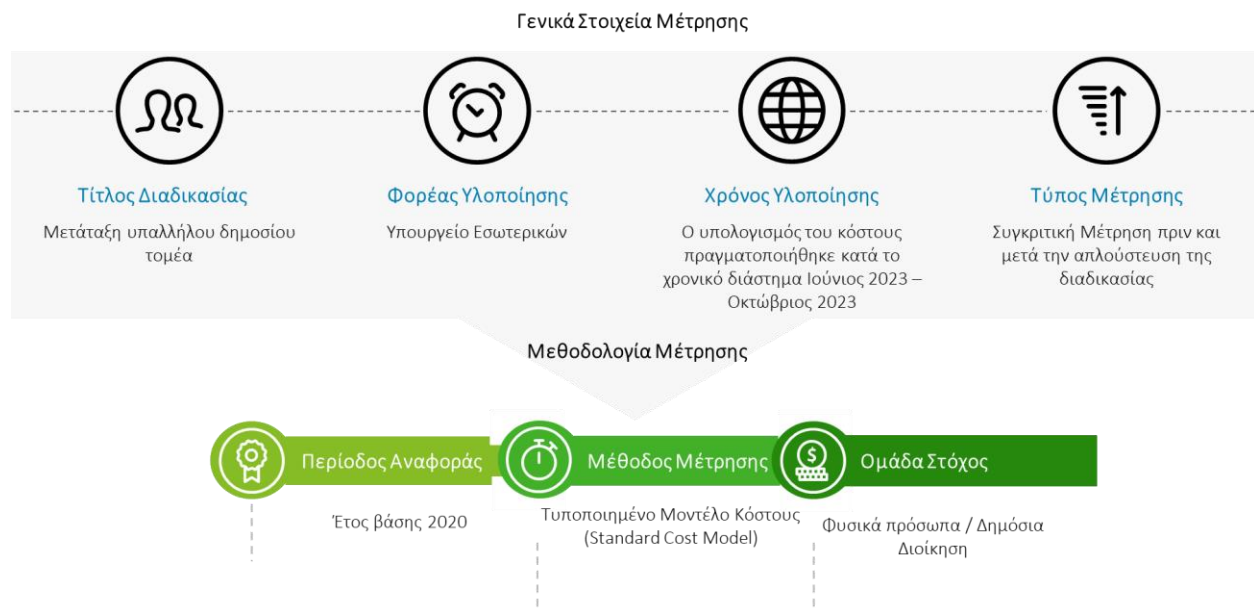 Γενικά Στοιχεία Μέτρησης
Τίτλος Διαδικασίας
Μετάταξη υπαλλήλου δημοσίου
τομέα
Φορέας Υλοποίησης
Υπουργείο Εσωτερικών
Χρόνος Υλοποίησης
Ο υπολογισμός του κόστους
πραγματοποιήθηκε κατά το
χρονικό διάστημα Ιούνιος 2023 –
Οκτώβριος 2023
Τύπος Μέτρησης
Συγκριτική Μέτρηση πριν και
μετά την απλούστευση της
διαδικασίας
Μεθοδολογία Μέτρησης
Περίοδος Αναφοράς
Έτος βάσης 2020
Μέθοδος Μέτρησης
Τυποποιημένο Μοντέλο Κόστους
(Standard Cost Model)
$
Ομάδα Στόχος
Φυσικά πρόσωπα / Δημόσια
Διοίκηση